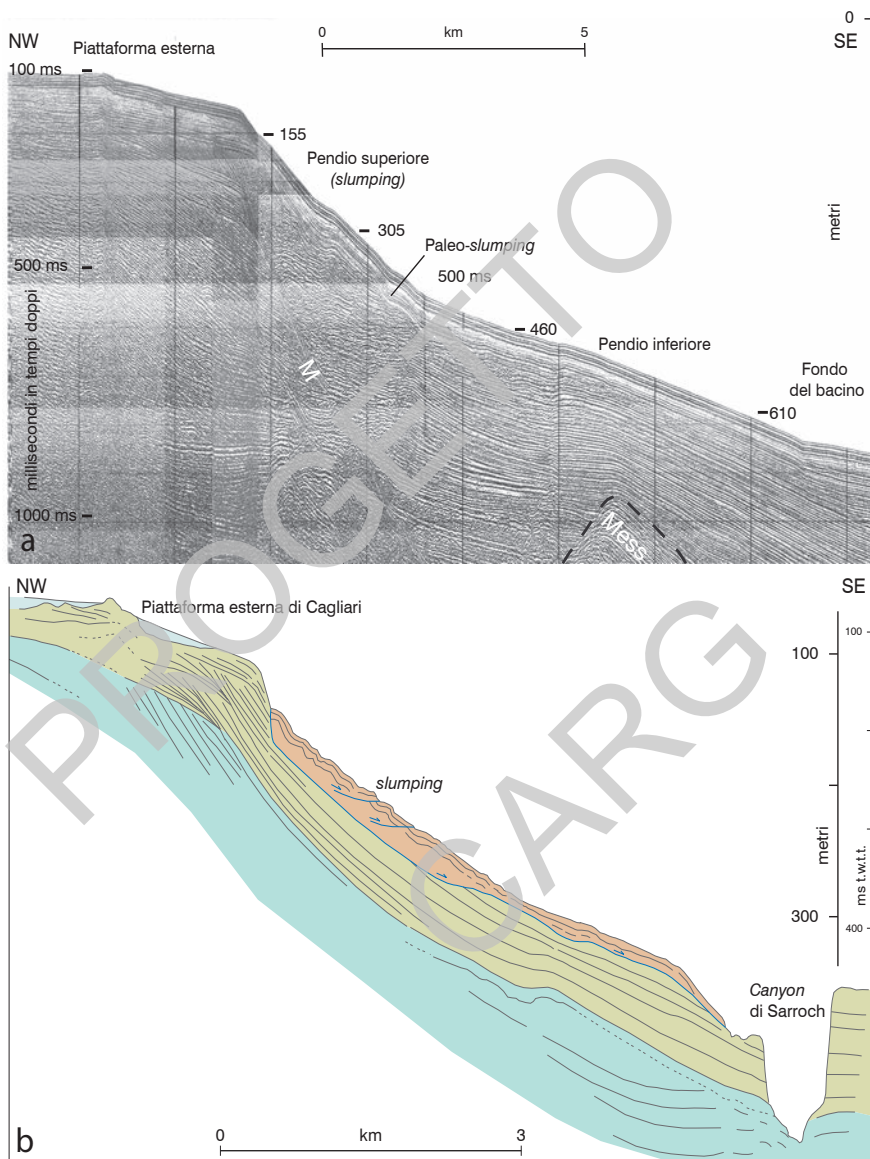 0
km
5
0
NW
SE
Piattaforma esterna
100 ms
155
Pendio superiore
(slumping)
305
metri
Paleo-slumping
500 ms
500 ms
460
Pendio inferiore
Fondo
del bacino
610
M
millisecondi in tempi doppi
1000 ms
Mess
a
NW
SE
Piattaforma esterna di Cagliari
100
100
slumping
metri
ms t.w.t.t.
300
400
Canyon
di Sarroch
0
km
3
b
PROGETTO
CARG